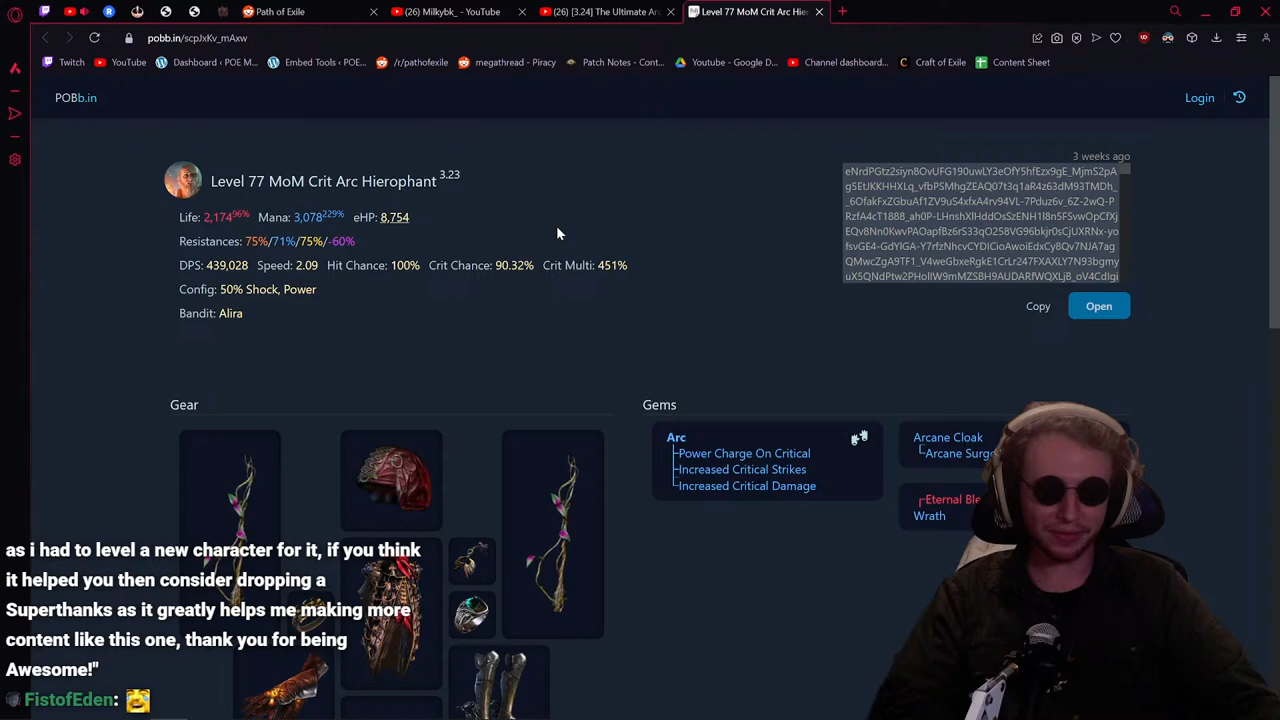 Path of Exile
(26) Milkybk_ - YouTube
(26) [3.24] The Ultimate Arc
Level 77 MoM Crit Arc Hier
pobb.in/scpJxKv_mAxw
Twitch
YouTube
Dashboard ‹ POE M...
Embed Tools ‹ POE...
/r/pathofexile
megathread - Piracy
Patch Notes - Cont...
Youtube - Google D...
Channel dashboard...
Craft of Exile
Content Sheet
POBb.in
Login
3 weeks ago
Level 77 MoM Crit Arc Hierophant 3.23
Life: 2,174 96% Mana: 3,078 229% eHP: 8,754
Resistances: 75%/71%/75%/-60%
DPS: 439,028 Speed: 2.09 Hit Chance: 100% Crit Chance: 90.32% Crit Multi: 451%
Config: 50% Shock, Power
Bandit: Alira
Copy
Open
Gear
Gems
Arc
Power Charge On Critical
Increased Critical Strikes
Increased Critical Damage
Arcane Cloak
Arcane Surge
Eternal Ble
Wrath
as i had to level a new character for it, if you think
it helped you then consider dropping a
Superthanks as it greatly helps me making more
content like this one, thank you for being
Awesome!"
FistofEden: